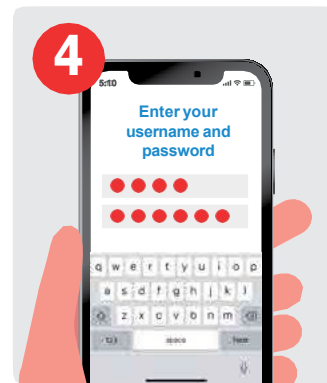 4
5:10
Enter your
username and
password
q w e r t y u i o p
a s d f g h j k l
z x c v b n m
space